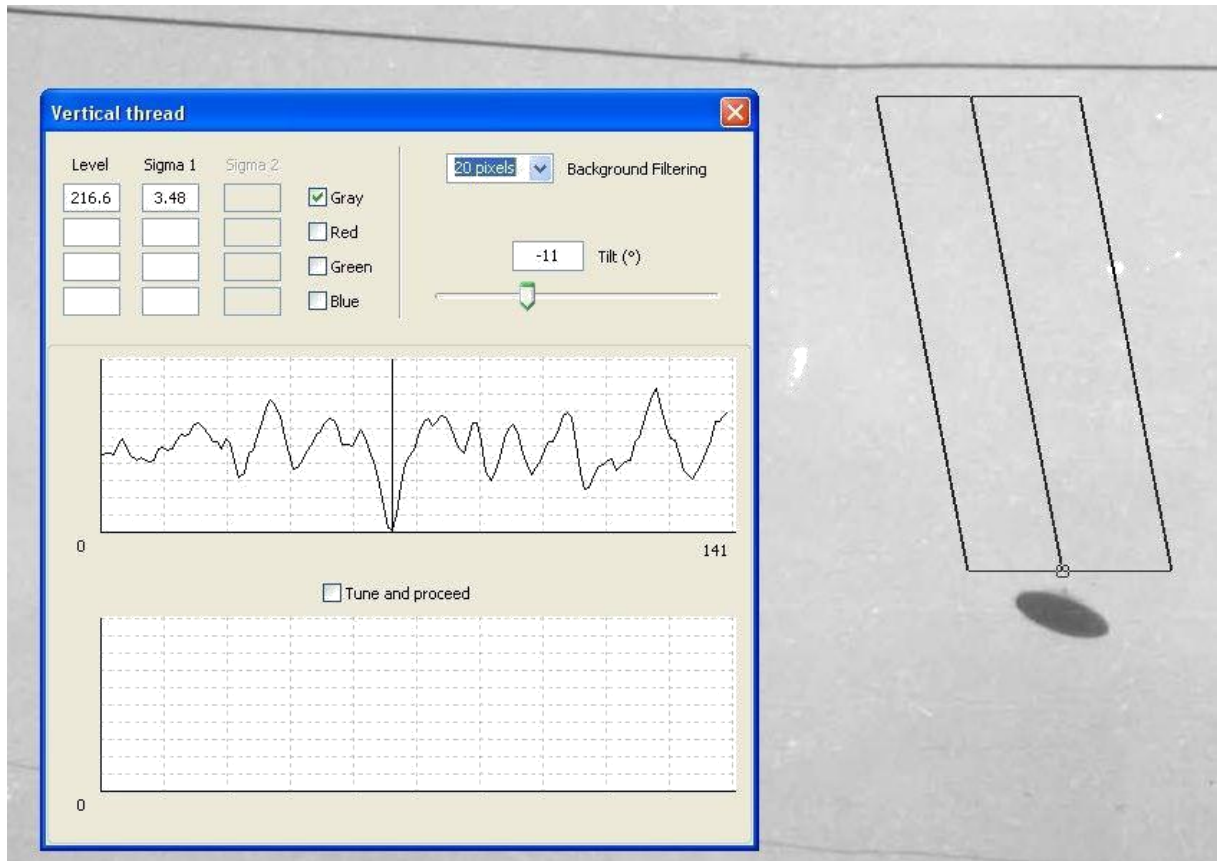 Vertical thread
Level Sigma 1 Sigma 2
20 pixels Background Filtering
216.6 3.48 Gray
Red
-11 Tilt (°)
Green
Blue
0
141
Tune and proceed
0